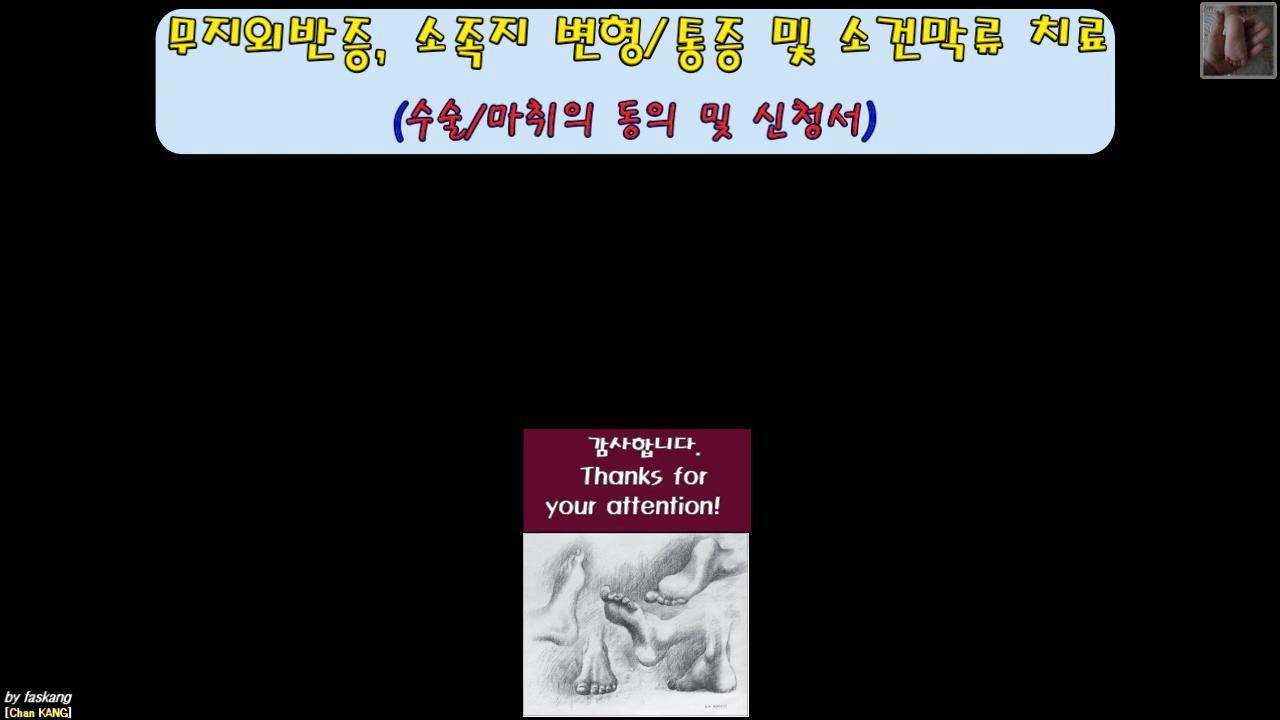 무지외반증, 소족지 변형/통증 및 소건막류 치료
(수술/마취의 동의 및 신청서)
감사합니다.
Thanks for
your attention!
by faskang
[Chan KANG]